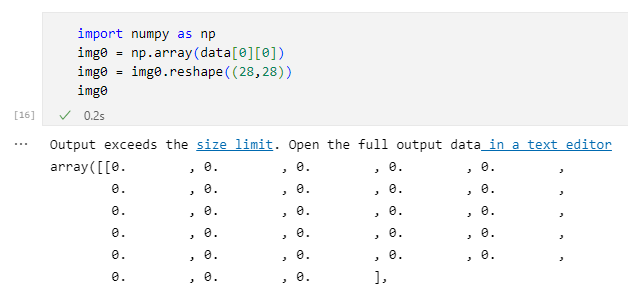 import numpy as np
img0 = np.array(data[0][0])
img0 = img0.reshape((28,28))
img0
[16] ✓ 0.2s
... Output exceeds the size limit. Open the full output data in a text editor
array([[0.        , 0.        , 0.        , 0.        , 0.        ,
        0.        , 0.        , 0.        , 0.        , 0.        ,
        0.        , 0.        , 0.        , 0.        , 0.        ,
        0.        , 0.        , 0.        , 0.        , 0.        ,
        0.        , 0.        , 0.        , 0.        , 0.        ,
        0.        , 0.        , 0.        ],